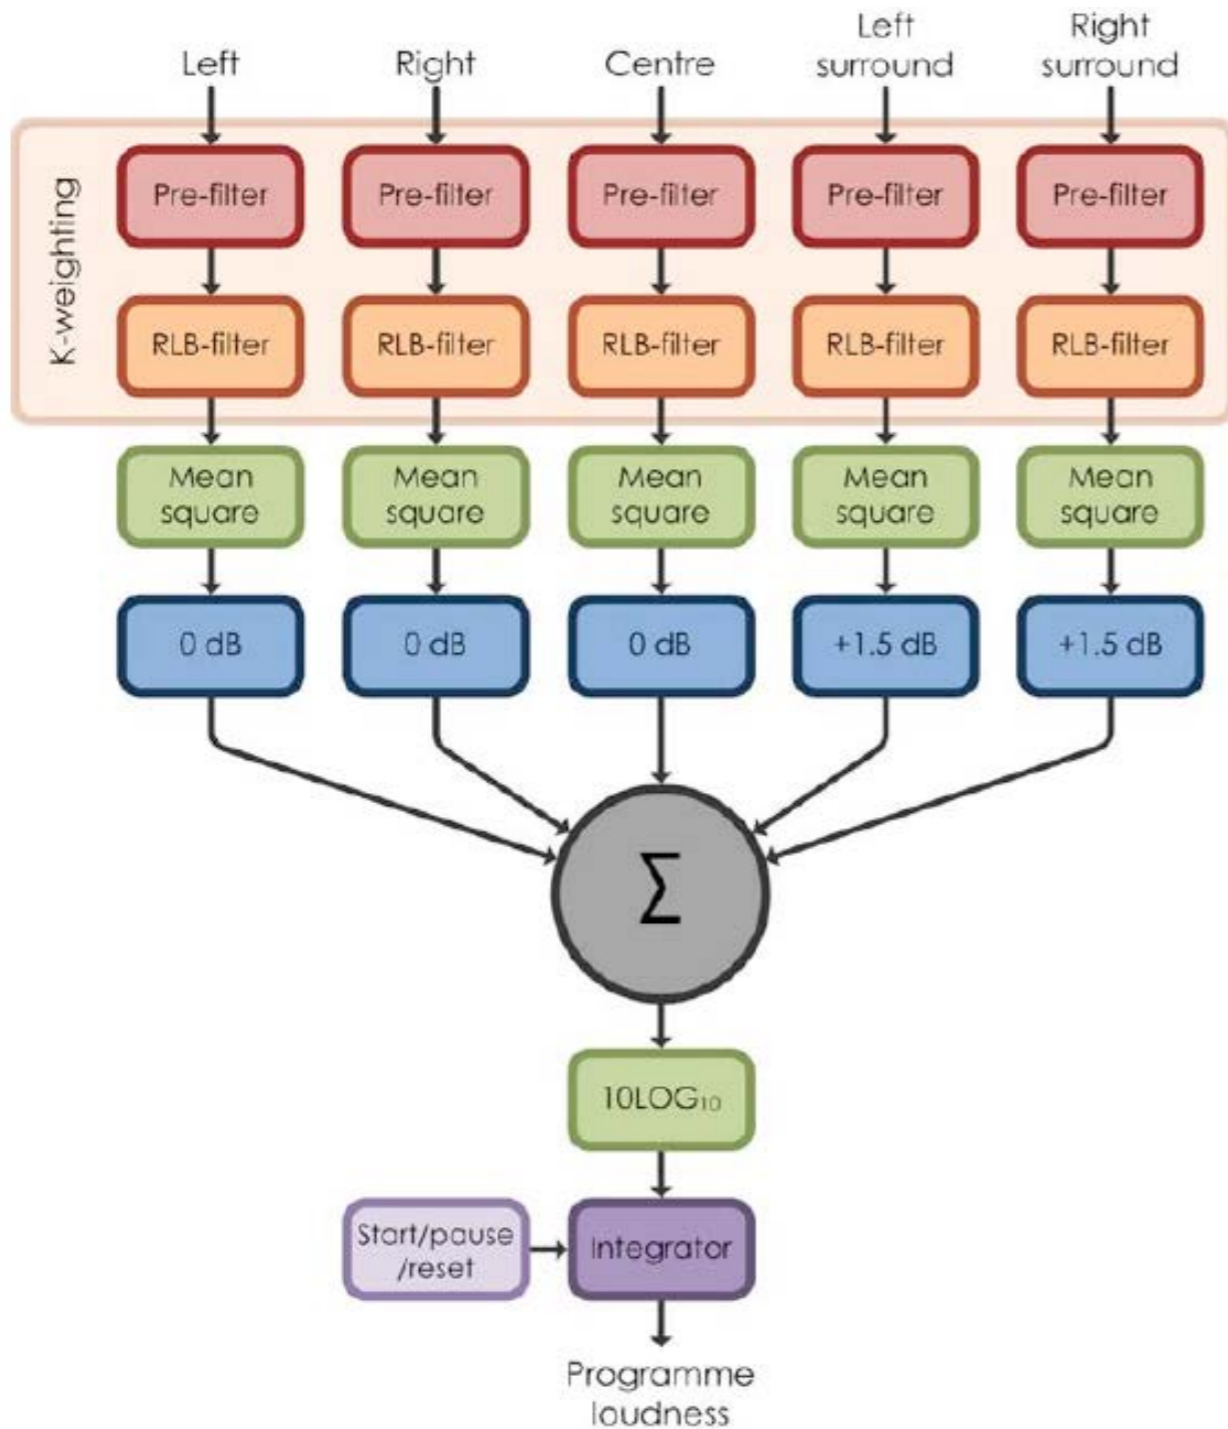 Left
Right
Centre
Left
surround
Right
surround
K-weighting
Pre-filter
Pre-filter
Pre-filter
Pre-filter
Pre-filter
RLB-filter
RLB-filter
RLB-filter
RLB-filter
RLB-filter
Mean
square
Mean
square
Mean
square
Mean
square
Mean
square
0 dB
0 dB
0 dB
+1.5 dB
+1.5 dB
Σ
10LOG₁₀
Start/pause
/reset
Integrator
Programme
loudness